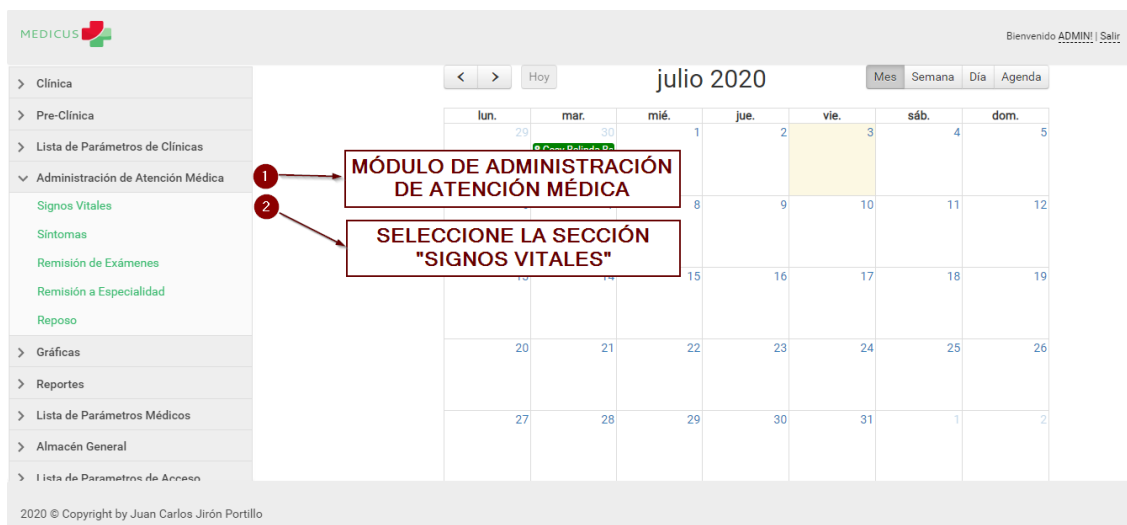 MEDICUS
Bienvenido ADMIN! | Salir
Clínica
Pre-Clínica
Lista de Parámetros de Clínicas
Administración de Atención Médica
Signos Vitales
Síntomas
Remisión de Exámenes
Remisión a Especialidad
Reposo
Gráficas
Reportes
Lista de Parámetros Médicos
Almacén General
Lista de Parametros de Acceso
Hoy
julio 2020
Mes Semana Día Agenda
lun. mar. mié. jue. vie. sáb. dom.
29 30 1 2 3 4 5
1 MÓDULO DE ADMINISTRACIÓN
DE ATENCIÓN MÉDICA
8 9 10 11 12
2 SELECCIONE LA SECCIÓN
"SIGNOS VITALES"
13 14 15 16 17 18 19
20 21 22 23 24 25 26
27 28 29 30 31 1 2
2020 © Copyright by Juan Carlos Jirón Portillo